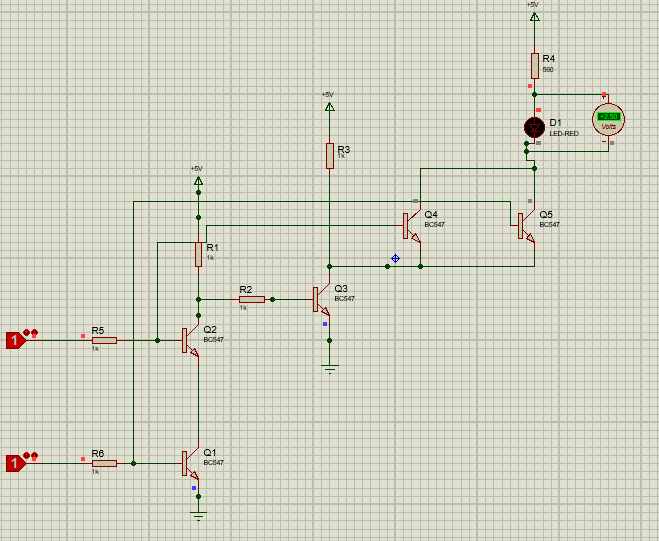 +5V
R4
560
D1
LED-RED
Volts
+5V
R3
1k
+5V
R1
1k
Q4
BC547
Q5
BC547
R2
1k
Q3
BC547
1
R5
1k
Q2
BC547
1
R6
1k
Q1
BC547